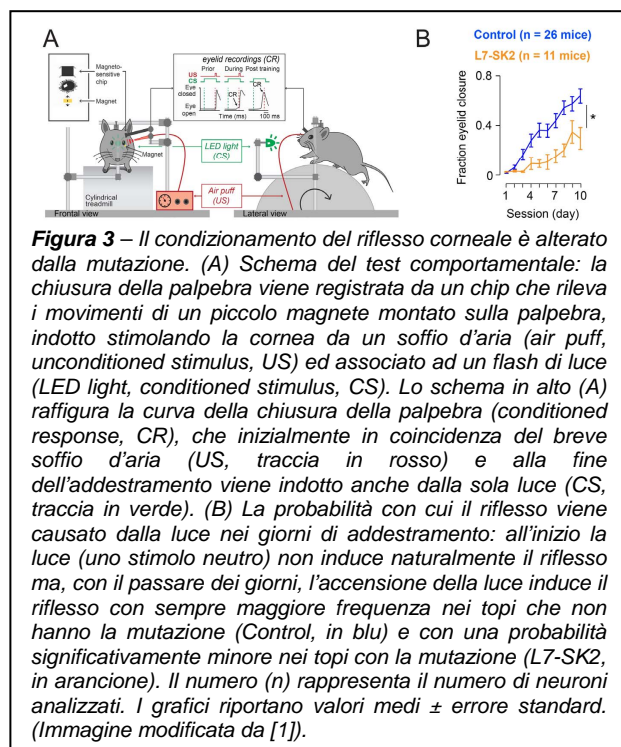 A
B
Control (n = 26 mice)
L7-SK2 (n = 11 mice)
Magneto-
sensitive
chip
Magnet
eyelid recordings (CR)
Prior
During
Post training
US
CS
Eye
closed
CR
CR
Eye
open
Time (ms)
100 ms
Magnet
LED light
(CS)
Cylindrical
treadmill
Air puff
(US)
Frontal view
Lateral view
Fraction eyelid closure
0.8
0.4
0
*
1
4
7
10
Session (day)
Figura 3 – Il condizionamento del riflesso corneale è alterato
dalla mutazione. (A) Schema del test comportamentale: la
chiusura della palpebra viene registrata da un chip che rileva
i movimenti di un piccolo magnete montato sulla palpebra,
indotto stimolando la cornea da un soffio d'aria (air puff,
unconditioned stimulus, US) ed associato ad un flash di luce
(LED light, conditioned stimulus, CS). Lo schema in alto (A)
raffigura la curva della chiusura della palpebra (conditioned
response, CR), che inizialmente in coincidenza del breve
soffio d'aria (US, traccia in rosso) e alla fine
dell'addestramento viene indotto anche dalla sola luce (CS,
traccia in verde). (B) La probabilità con cui il riflesso viene
causato dalla luce nei giorni di addestramento: all'inizio la
luce (uno stimolo neutro) non induce naturalmente il riflesso
ma, con il passare dei giorni, l'accensione della luce induce il
riflesso con sempre maggiore frequenza nei topi che non
hanno la mutazione (Control, in blu) e con una probabilità
significativamente minore nei topi con la mutazione (L7-SK2,
in arancione). Il numero (n) rappresenta il numero di neuroni
analizzati. I grafici riportano valori medi ± errore standard.
(Immagine modificata da [1]).